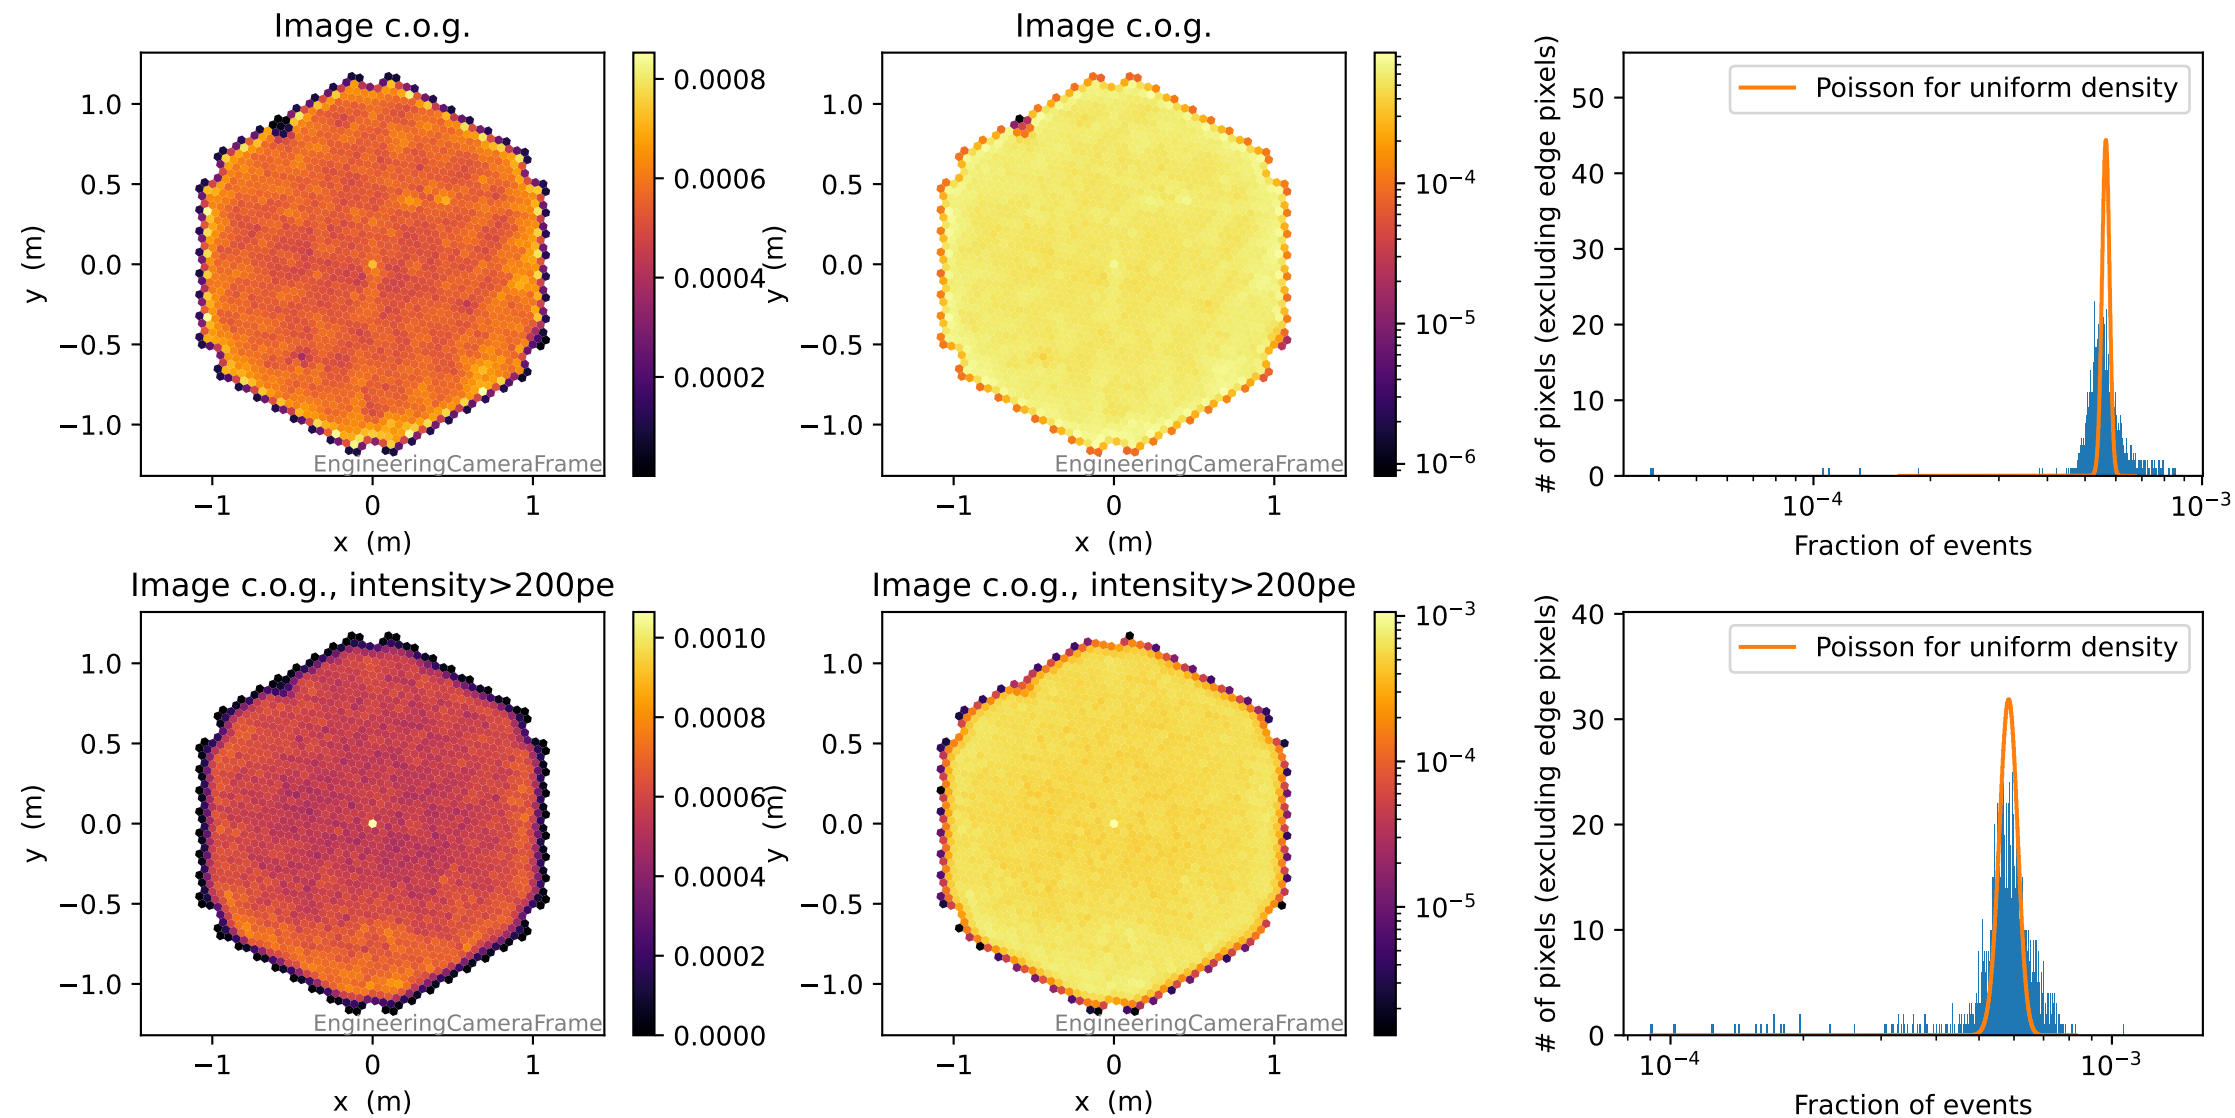 Image c.o.g.
y (m)
1.0
0.5
0.0
−0.5
−1.0
−1 0 1
x (m)
EngineeringCameraFrame
0.0008
0.0006
0.0004
0.0002
Image c.o.g.
y (m)
1.0
0.5
0.0
−0.5
−1.0
−1 0 1
x (m)
EngineeringCameraFrame
10⁻⁴
10⁻⁵
10⁻⁶
# of pixels (excluding edge pixels)
50
40
30
20
10
0
Poisson for uniform density
10⁻⁴ 10⁻³
Fraction of events
Image c.o.g., intensity>200pe
y (m)
1.0
0.5
0.0
−0.5
−1.0
−1 0 1
x (m)
EngineeringCameraFrame
0.0010
0.0008
0.0006
0.0004
0.0002
0.0000
Image c.o.g., intensity>200pe
y (m)
1.0
0.5
0.0
−0.5
−1.0
−1 0 1
x (m)
EngineeringCameraFrame
10⁻³
10⁻⁴
10⁻⁵
# of pixels (excluding edge pixels)
40
30
20
10
0
Poisson for uniform density
10⁻⁴ 10⁻³
Fraction of events